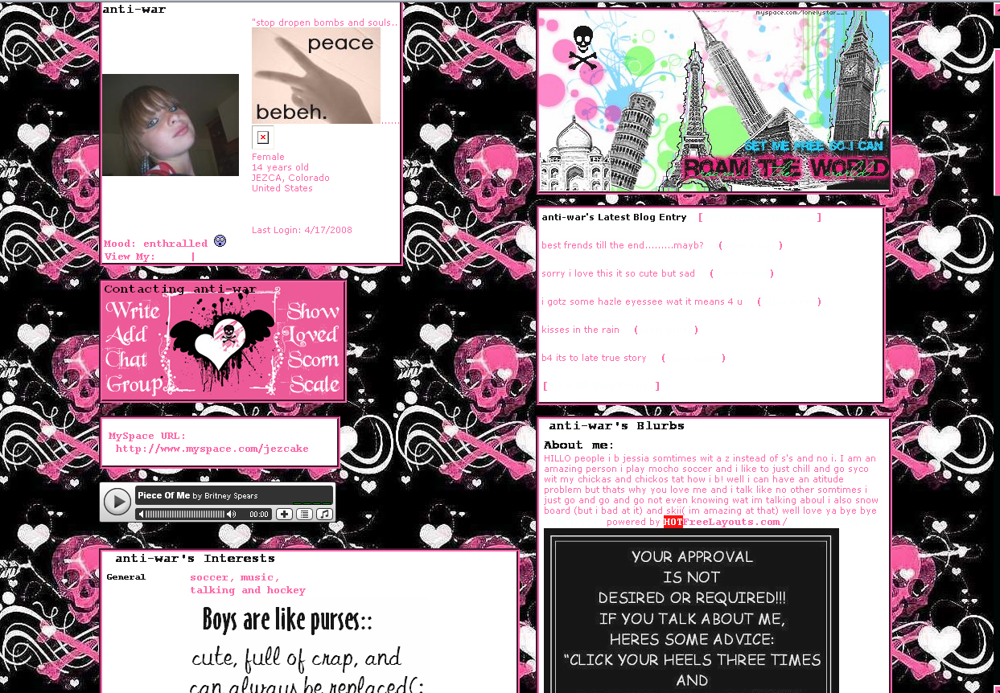 anti-war
"stop dropen bombs and souls..
peace
bebeh.
Female
14 years old
JEZCA, Colorado
United States
Last Login: 4/17/2008
Mood: enthralled
View My: |
Contacting anti-war
Write
Add
Chat
Group
Show
Loved
Scorn
Scale
MySpace URL:
http://www.myspace.com/jezcake
Piece Of Me by Britney Spears
00:00
anti-war's Interests
General
soccer, music,
talking and hockey
Boys are like purses::
cute, full of crap, and
can always be replaced(:
myspace.com/lonelystar__x
SET ME FREE SO I CAN
ROAM THE WORLD
roam the world
anti-war's Latest Blog Entry [ ]
best frends till the end.........mayb? ( )
sorry i love this it so cute but sad ( )
i gotz some hazle eyessee wat it means 4 u ( )
kisses in the rain ( )
b4 its to late true story ( )
[ ]
anti-war's Blurbs
About me:
HILLO people i b jessia somtimes wit a z instead of s's and no i. I am an
amazing person i play mocho soccer and i like to just chill and go syco
wit my chickas and chickos tat how i b! well i can have an atitude
problem but thats why you love me and i talk like no other somtimes i
just go and go and go not even knowing wat im talking aboul i also snow
board (but i bad at it) and skii( im amazing at that) well love ya bye bye
powered by HOTFreeLayouts.com /
YOUR APPROVAL
IS NOT
DESIRED OR REQUIRED!!!
IF YOU TALK ABOUT ME,
HERES SOME ADVICE:
"CLICK YOUR HEELS THREE TIMES
AND